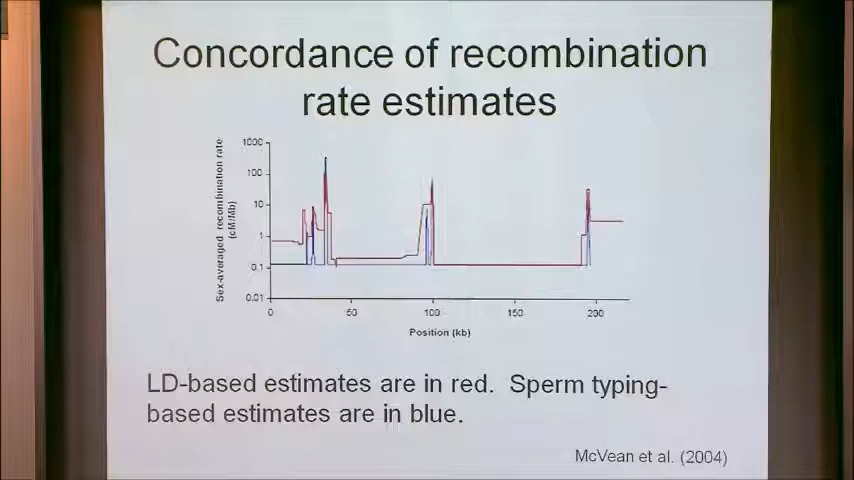 Concordance of recombination
rate estimates
Sex-averaged recombination rate
(cM/Mb)
1000
100
10
1
0.1
0.01
0
50
100
150
200
Position (kb)
LD-based estimates are in red. Sperm typing-
based estimates are in blue.
McVean et al. (2004)